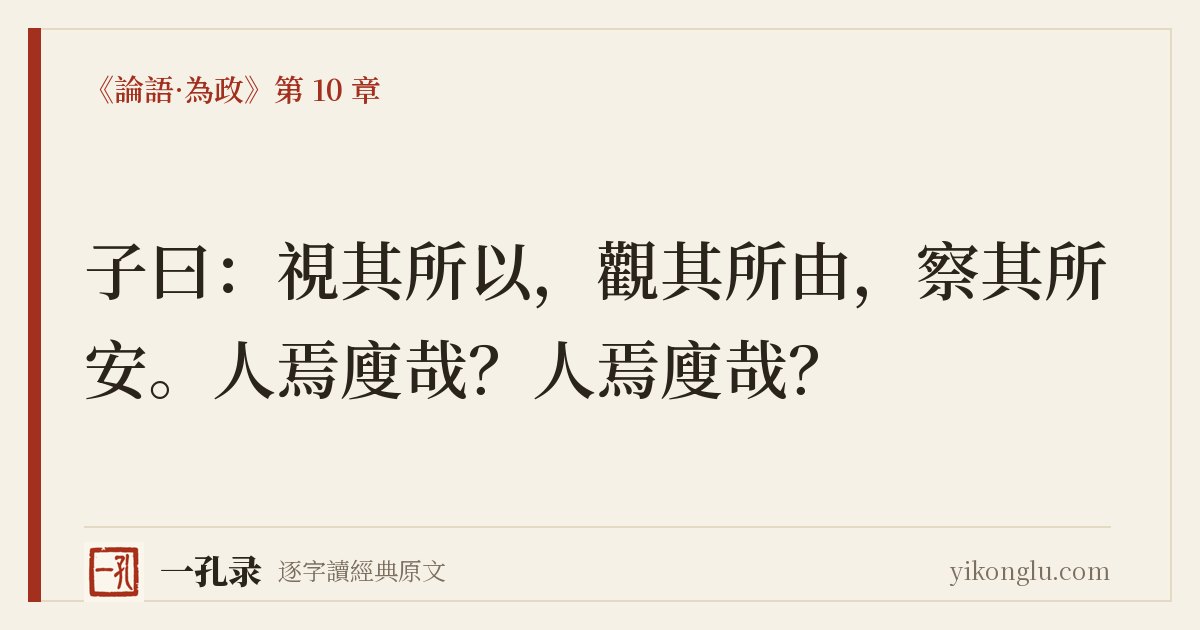 《論語·為政》第 10 章
子曰：視其所以，觀其所由，察其所
安。人焉廋哉？人焉廋哉？
一孔
一孔录 逐字讀經典原文 yikonglu.com